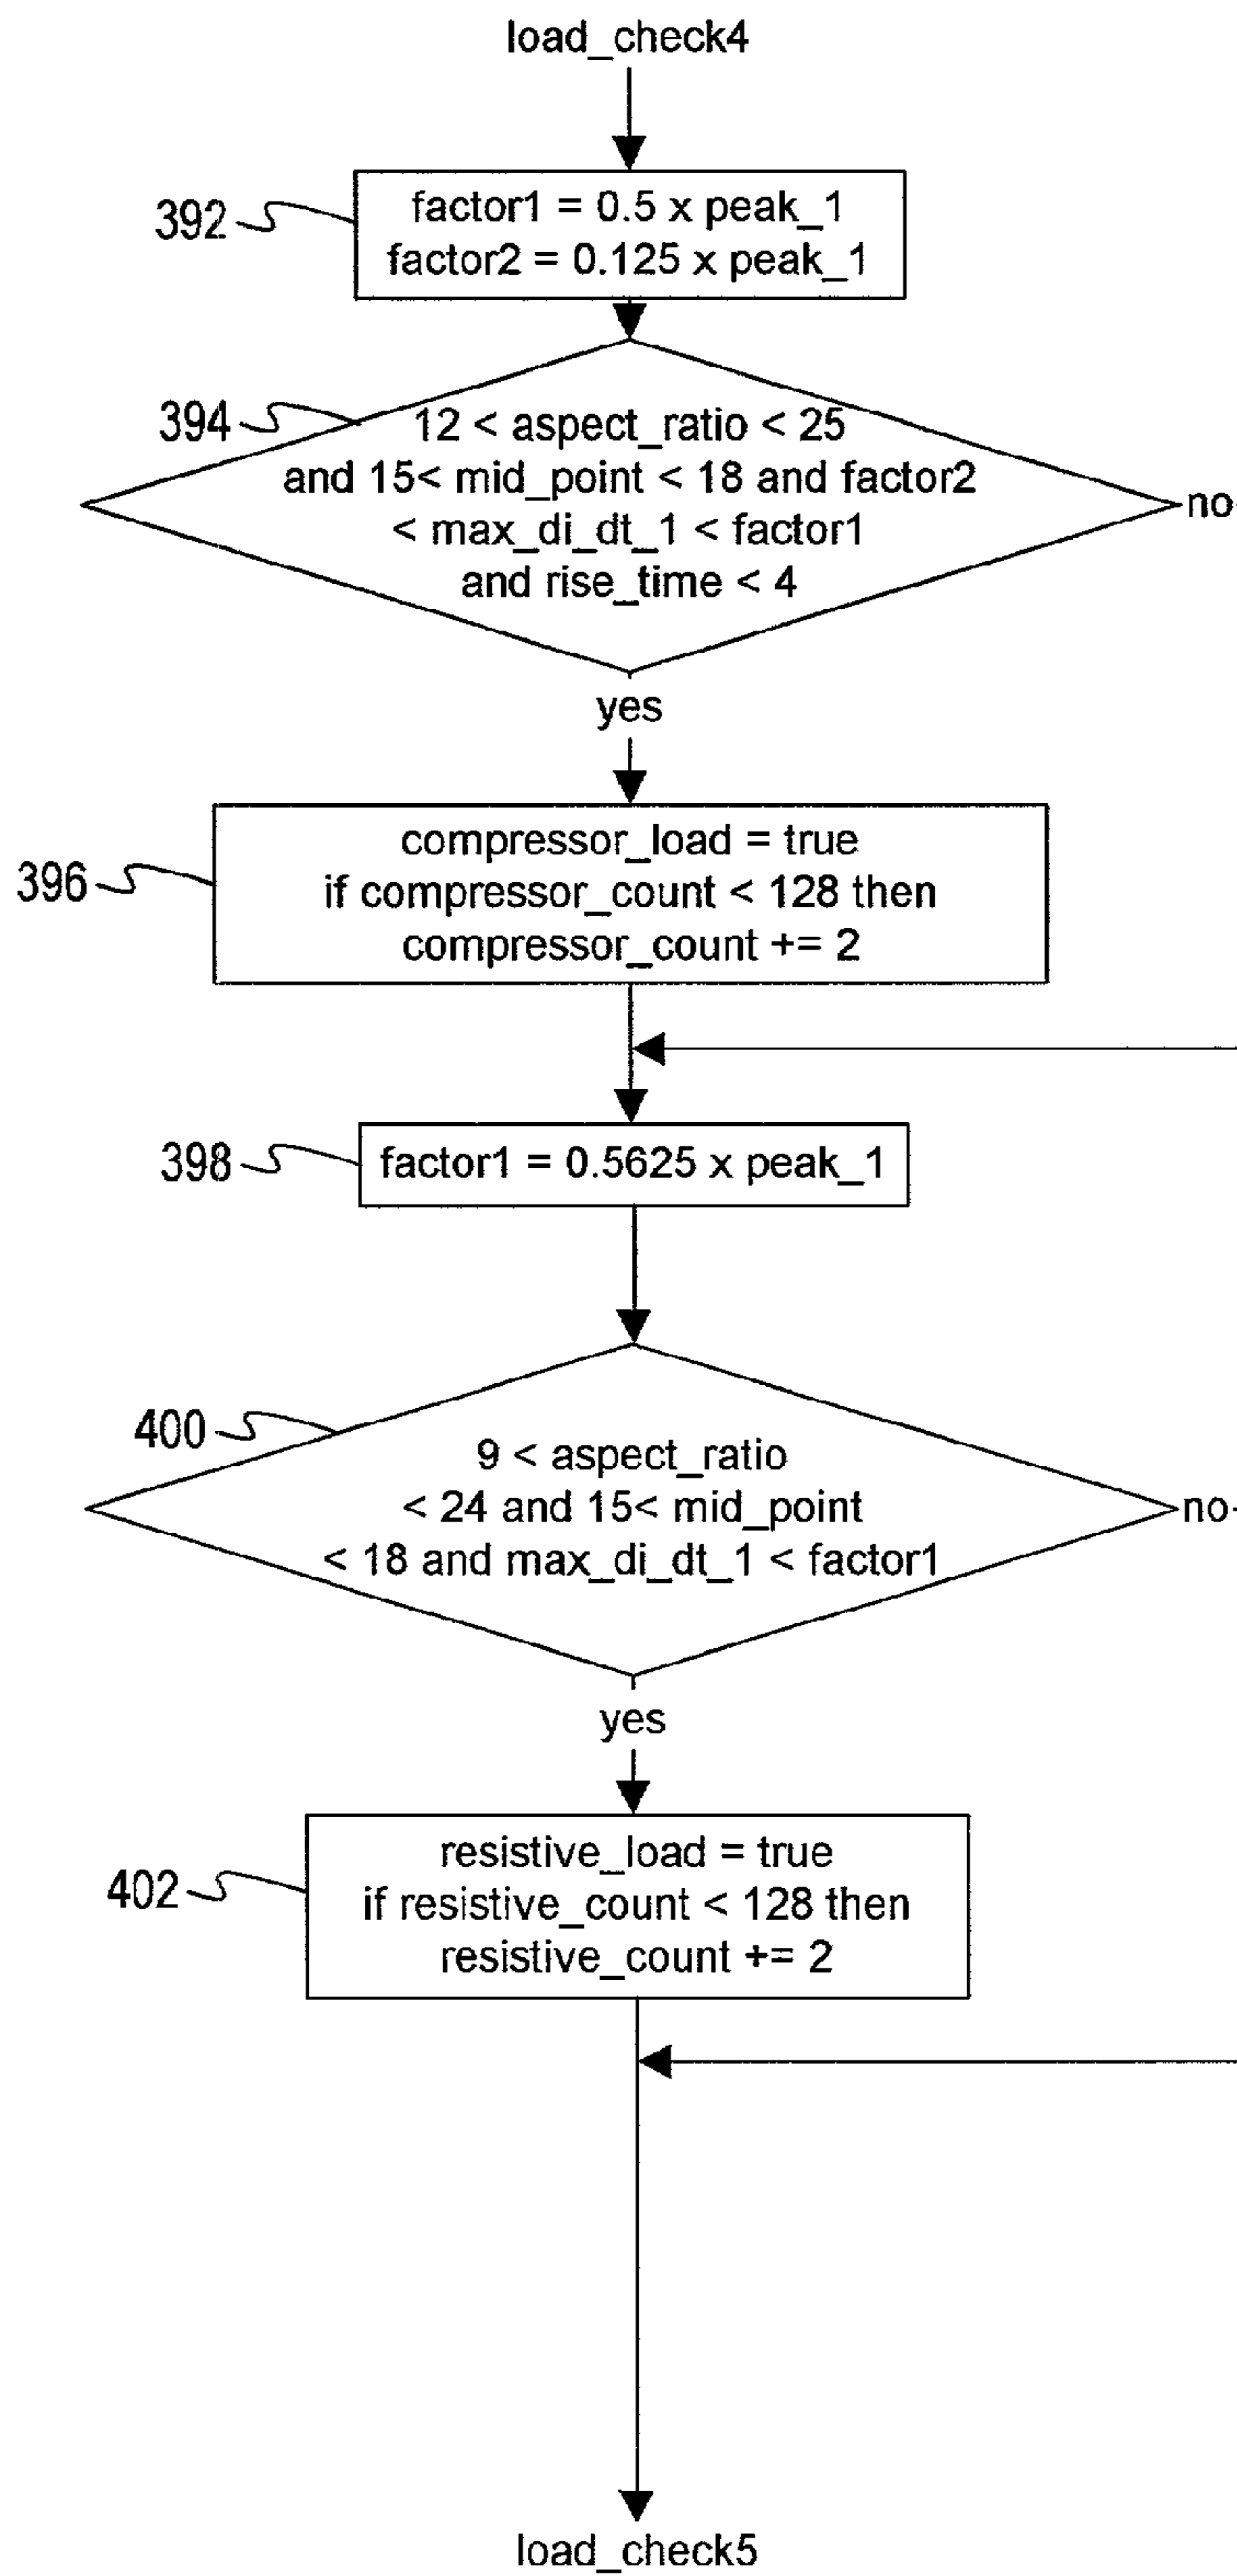 load_check4
392
factor1 = 0.5 x peak_1
factor2 = 0.125 x peak_1
394
12 < aspect_ratio < 25
and 15< mid_point < 18 and factor2
< max_di_dt_1 < factor1
and rise_time < 4
no
yes
396
compressor_load = true
if compressor_count < 128 then
compressor_count += 2
398
factor1 = 0.5625 x peak_1
400
9 < aspect_ratio
< 24 and 15< mid_point
< 18 and max_di_dt_1 < factor1
no
yes
402
resistive_load = true
if resistive_count < 128 then
resistive_count += 2
load_check5